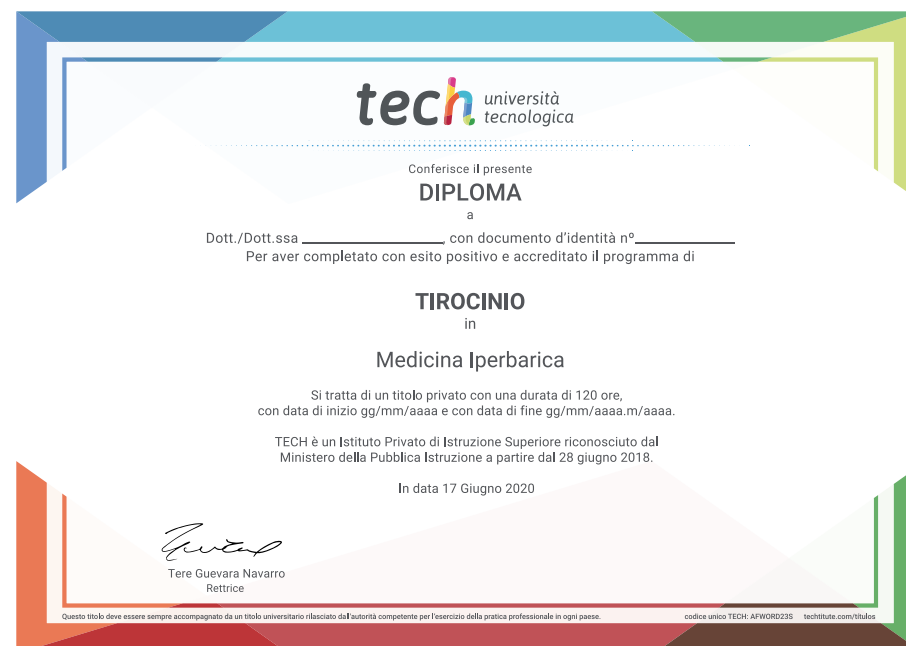 tech università
tecnologica
Conferisce il presente
DIPLOMA
a
Dott./Dott.ssa ____________________, con documento d'identità nº______________
Per aver completato con esito positivo e accreditato il programma di
TIROCINIO
in
Medicina Iperbarica
Si tratta di un titolo privato con una durata di 120 ore,
con data di inizio gg/mm/aaaa e con data di fine gg/mm/aaaa.m/aaaa.
TECH è un Istituto Privato di Istruzione Superiore riconosciuto dal
Ministero della Pubblica Istruzione a partire dal 28 giugno 2018.
In data 17 Giugno 2020
Tere Guevara Navarro
Rettrice
Questo titolo deve essere sempre accompagnato da un titolo universitario rilasciato dall'autorità competente per l'esercizio della pratica professionale in ogni paese. codice unico TECH: AFWORD23S techtitute.com/titulos